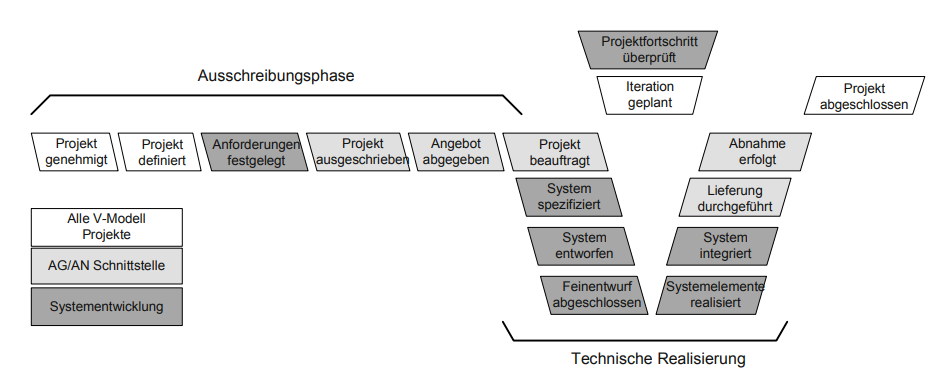 Projektfortschritt
überprüft
Ausschreibungsphase
Iteration
geplant
Projekt
abgeschlossen
Projekt
genehmigt
Projekt
definiert
Anforderungen
festgelegt
Projekt
ausgeschrieben
Angebot
abgegeben
Projekt
beauftragt
Abnahme
erfolgt
System
spezifiziert
Lieferung
durchgeführt
Alle V-Modell
Projekte
System
entworfen
System
integriert
AG/AN Schnittstelle
Feinentwurf
abgeschlossen
Systemelemente
realisiert
Systementwicklung
Technische Realisierung